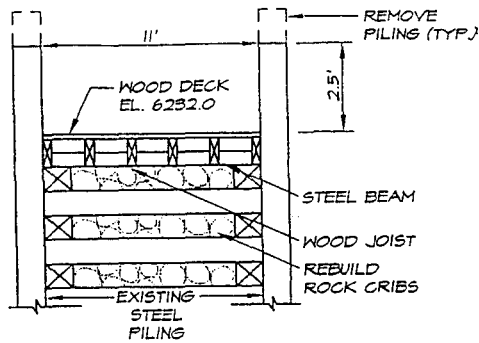 REMOVE
PILING (TYP.)
11'
2.5'
WOOD DECK
EL. 6232.0
STEEL BEAM
WOOD JOIST
REBUILD
ROCK CRIBS
EXISTING
STEEL
PILING